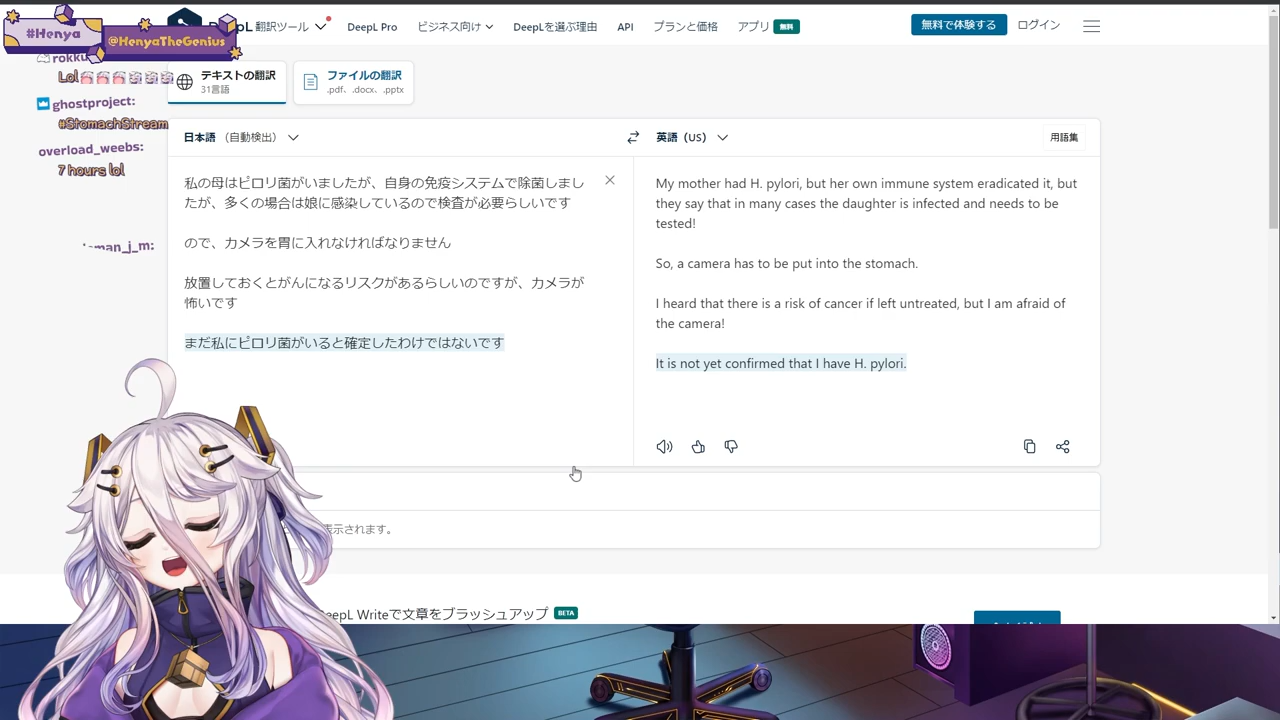 #Henya
@HenyaTheGenius
DeepL 翻訳ツール
DeepL Pro
ビジネス向け
DeepLを選ぶ理由
API
プランと価格
アプリ 無料
無料で体験する
ログイン
rokku
Lol
ghostproject:
#StomachStream
overload_weebs:
7 hours lol
man_j_m:
テキストの翻訳
31言語
ファイルの翻訳
.pdf、.docx、.pptx
日本語 （自動検出）
英語（US）
用語集
私の母はピロリ菌がいましたが、自身の免疫システムで除菌しまし
たが、多くの場合は娘に感染しているので検査が必要らしいです
ので、カメラを胃に入れなければなりません
放置しておくとがんになるリスクがあるらしいのですが、カメラが
怖いです
まだ私にピロリ菌がいると確定したわけではないです
My mother had H. pylori, but her own immune system eradicated it, but
they say that in many cases the daughter is infected and needs to be
tested!
So, a camera has to be put into the stomach.
I heard that there is a risk of cancer if left untreated, but I am afraid of
the camera!
It is not yet confirmed that I have H. pylori.
表示されます。
eepL Writeで文章をブラッシュアップ BETA